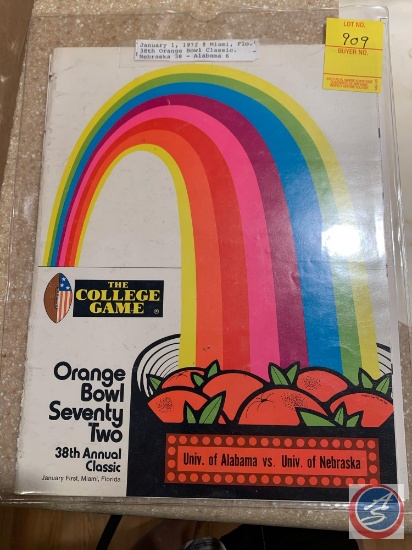 January 1, 1972 @ Miami, Flo.
38th Orange Bowl Classic.
Nebraska 38 - Alabama 6
LOT NO.
909
BUYER NO.
THE
COLLEGE
GAME ®
Orange
Bowl
Seventy
Two
38th Annual
Classic
January First, Miami, Florida
Univ. of Alabama vs. Univ. of Nebraska